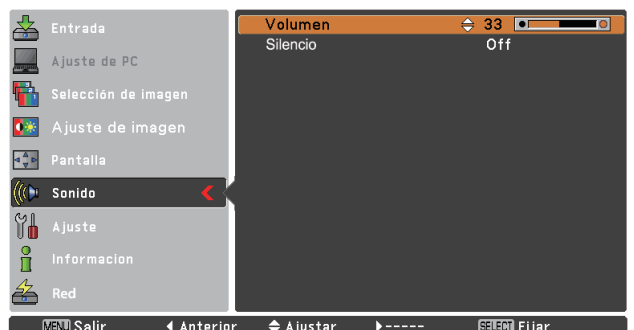 Entrada
Ajuste de PC
Selección de imagen
Ajuste de imagen
Pantalla
Sonido
Ajuste
Informacion
Red
Volumen 33
Silencio Off
MENU Salir Anterior Ajustar ----- SELECT Fijar